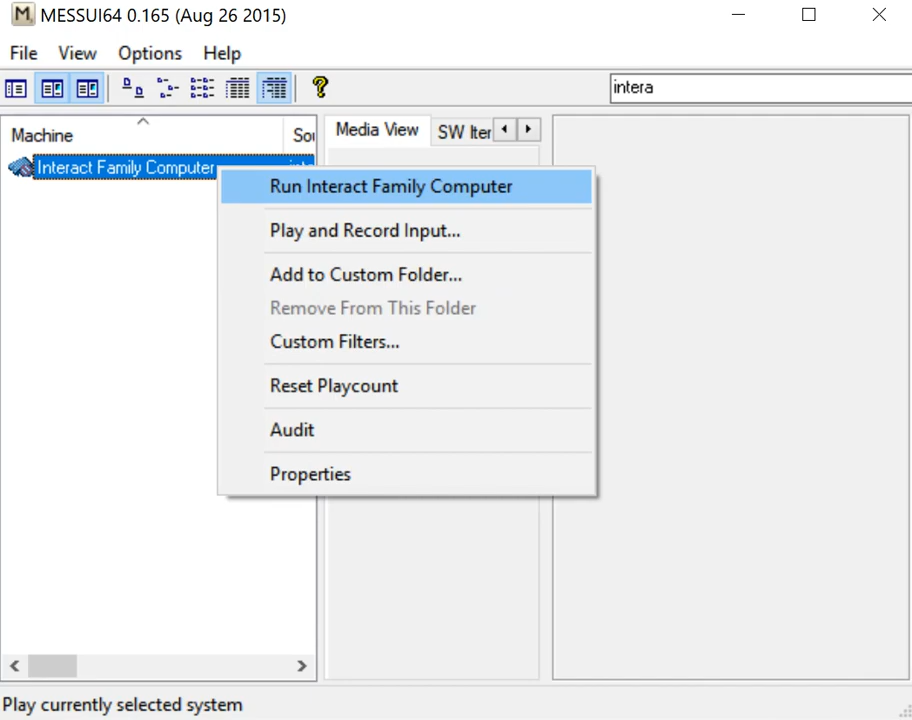 MESSUI64 0.165 (Aug 26 2015)
File View Options Help
intera
Machine
Media View SW Iter
Interact Family Computer
Run Interact Family Computer
Play and Record Input...
Add to Custom Folder...
Remove From This Folder
Custom Filters...
Reset Playcount
Audit
Properties
Play currently selected system